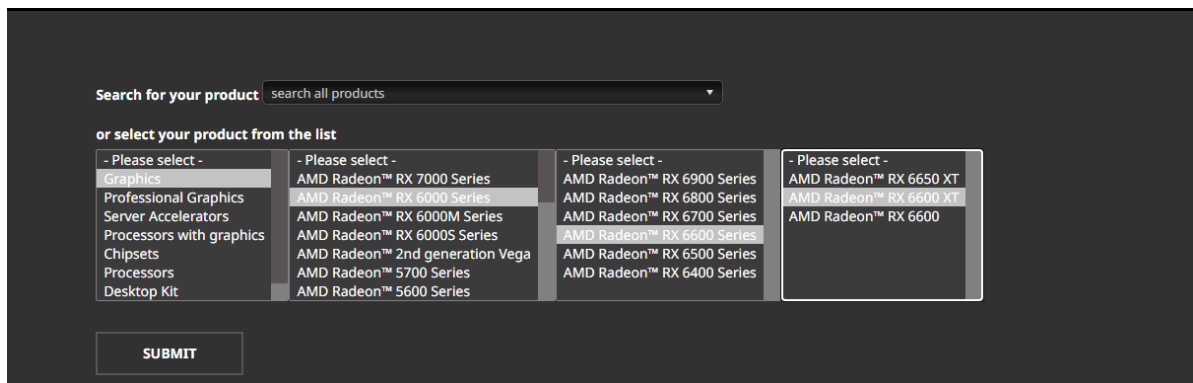 Search for your product search all products
or select your product from the list
- Please select -
Graphics
Professional Graphics
Server Accelerators
Processors with graphics
Chipsets
Processors
Desktop Kit
- Please select -
AMD Radeon™ RX 7000 Series
AMD Radeon™ RX 6000 Series
AMD Radeon™ RX 6000M Series
AMD Radeon™ RX 6000S Series
AMD Radeon™ 2nd generation Vega
AMD Radeon™ 5700 Series
AMD Radeon™ 5600 Series
- Please select -
AMD Radeon™ RX 6900 Series
AMD Radeon™ RX 6800 Series
AMD Radeon™ RX 6700 Series
AMD Radeon™ RX 6600 Series
AMD Radeon™ RX 6500 Series
AMD Radeon™ RX 6400 Series
- Please select -
AMD Radeon™ RX 6650 XT
AMD Radeon™ RX 6600 XT
AMD Radeon™ RX 6600
SUBMIT